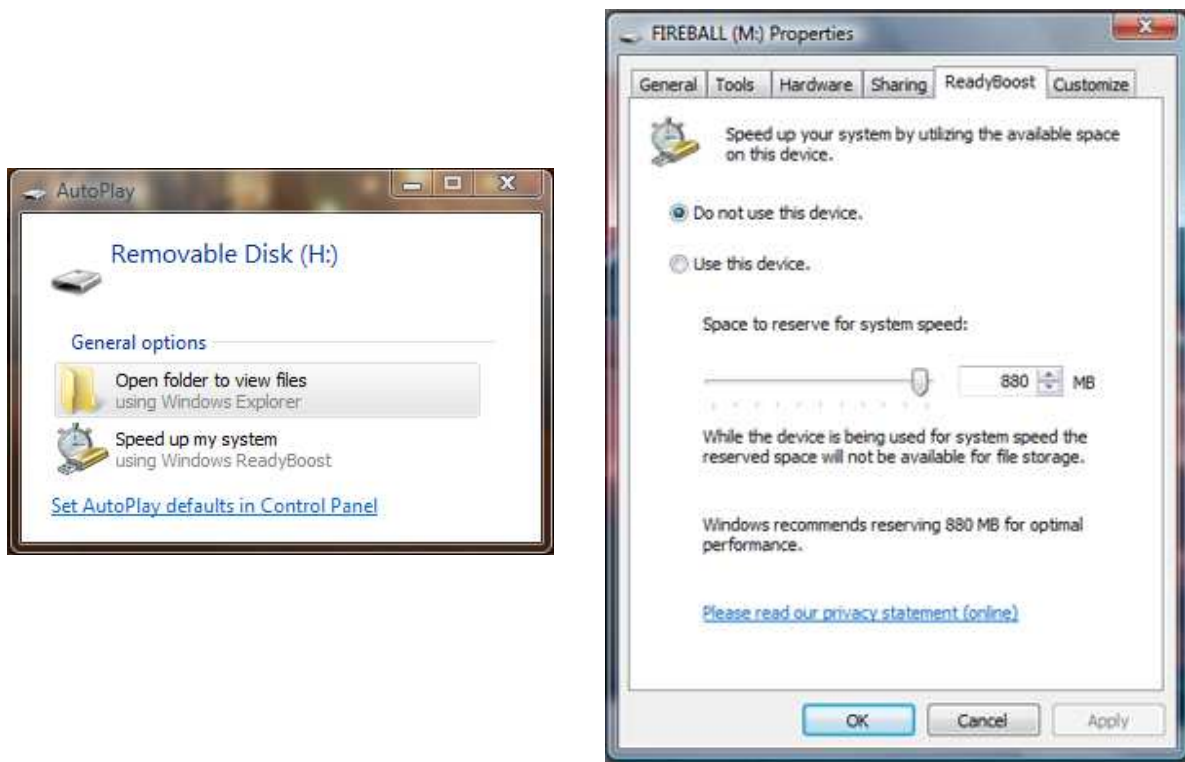 AutoPlay
Removable Disk (H:)
General options
Open folder to view files
using Windows Explorer
Speed up my system
using Windows ReadyBoost
Set AutoPlay defaults in Control Panel
FIREBALL (M:) Properties
General Tools Hardware Sharing ReadyBoost Customize
Speed up your system by utilizing the available space
on this device.
Do not use this device.
Use this device.
Space to reserve for system speed:
880 MB
While the device is being used for system speed the
reserved space will not be available for file storage.
Windows recommends reserving 880 MB for optimal
performance.
Please read our privacy statement (online)
OK Cancel Apply